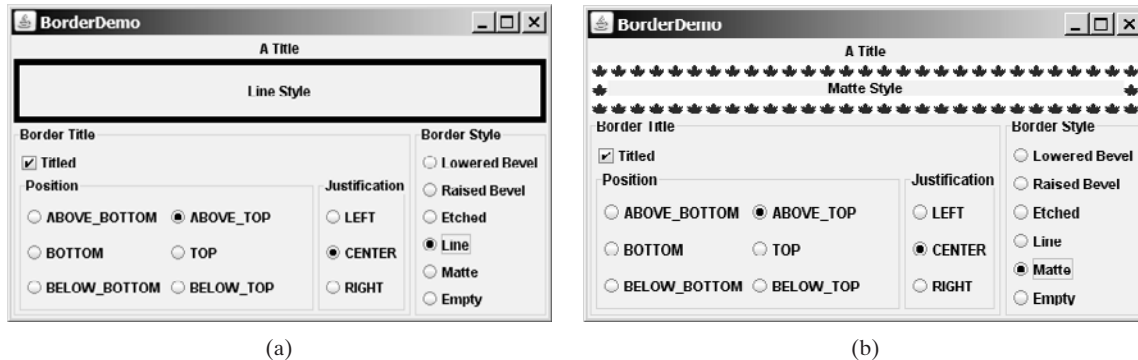 BorderDemo
A Title
Line Style
Border Title
Titled
Position
ABOVE_BOTTOM ABOVE_TOP
BOTTOM TOP
BELOW_BOTTOM BELOW_TOP
Justification
LEFT
CENTER
RIGHT
Border Style
Lowered Bevel
Raised Bevel
Etched
Line
Matte
Empty
(a)
BorderDemo
A Title
Matte Style
Border Title
Titled
Position
ABOVE_BOTTOM ABOVE_TOP
BOTTOM TOP
BELOW_BOTTOM BELOW_TOP
Justification
LEFT
CENTER
RIGHT
Border Style
Lowered Bevel
Raised Bevel
Etched
Line
Matte
Empty
(b)